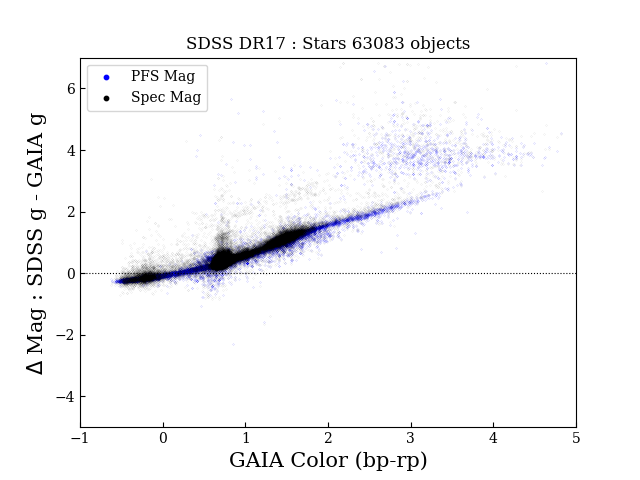 SDSS DR17 : Stars 63083 objects
PFS Mag
Spec Mag
6
4
2
0
−2
−4
Δ Mag : SDSS g - GAIA g
−1 0 1 2 3 4 5
GAIA Color (bp-rp)